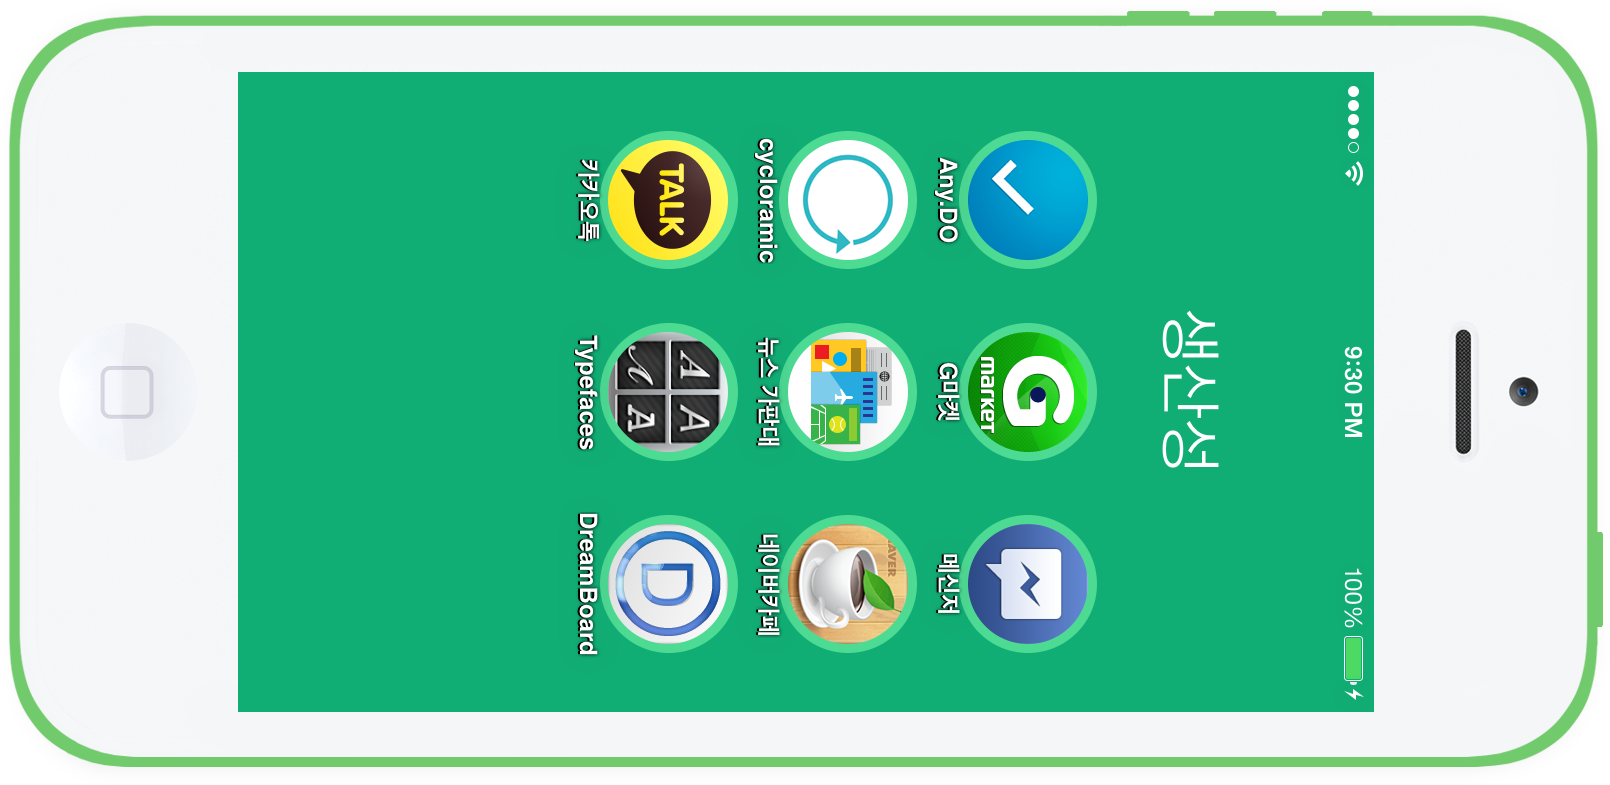 9:30 PM 100%
생산성
Any.DO G마켓 메신저
G
market
cycloramic 뉴스 가판대 네이버카페
NAVER
카카오톡 Typefaces DreamBoard
TALK
A A
A A
D